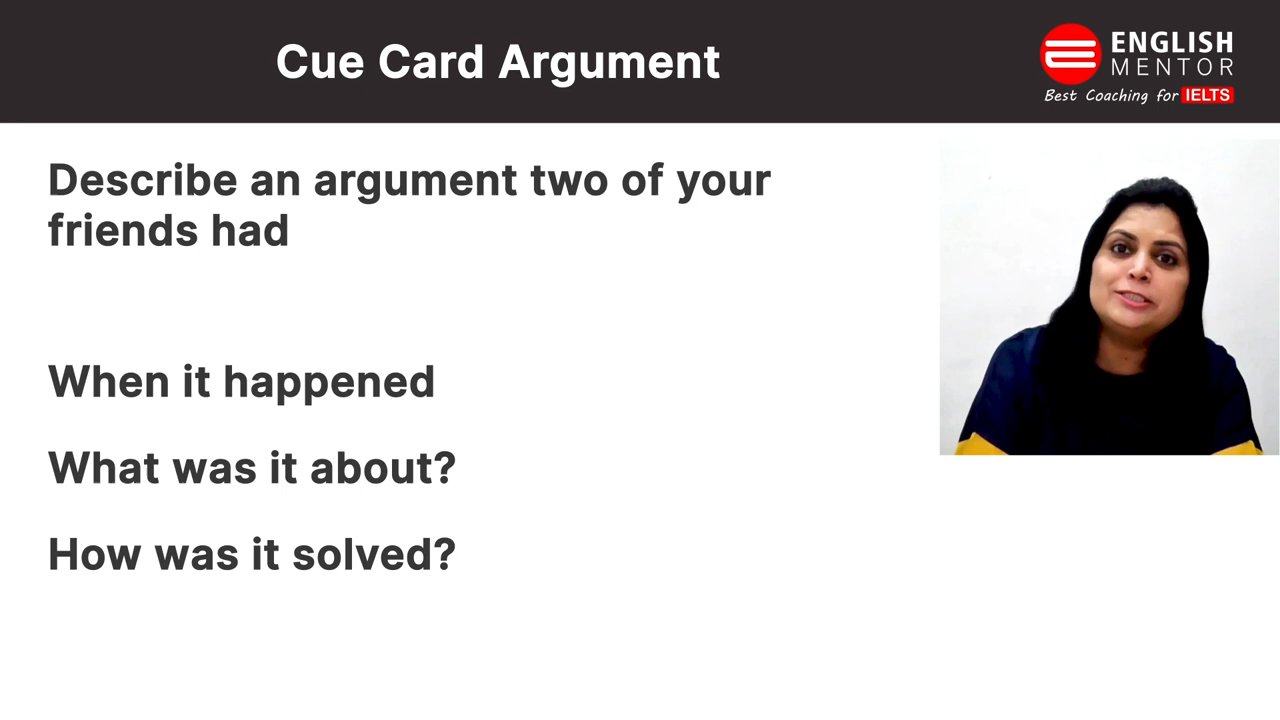 Cue Card Argument
ENGLISH
MENTOR
Best Coaching for IELTS
Describe an argument two of your
friends had
When it happened
What was it about?
How was it solved?